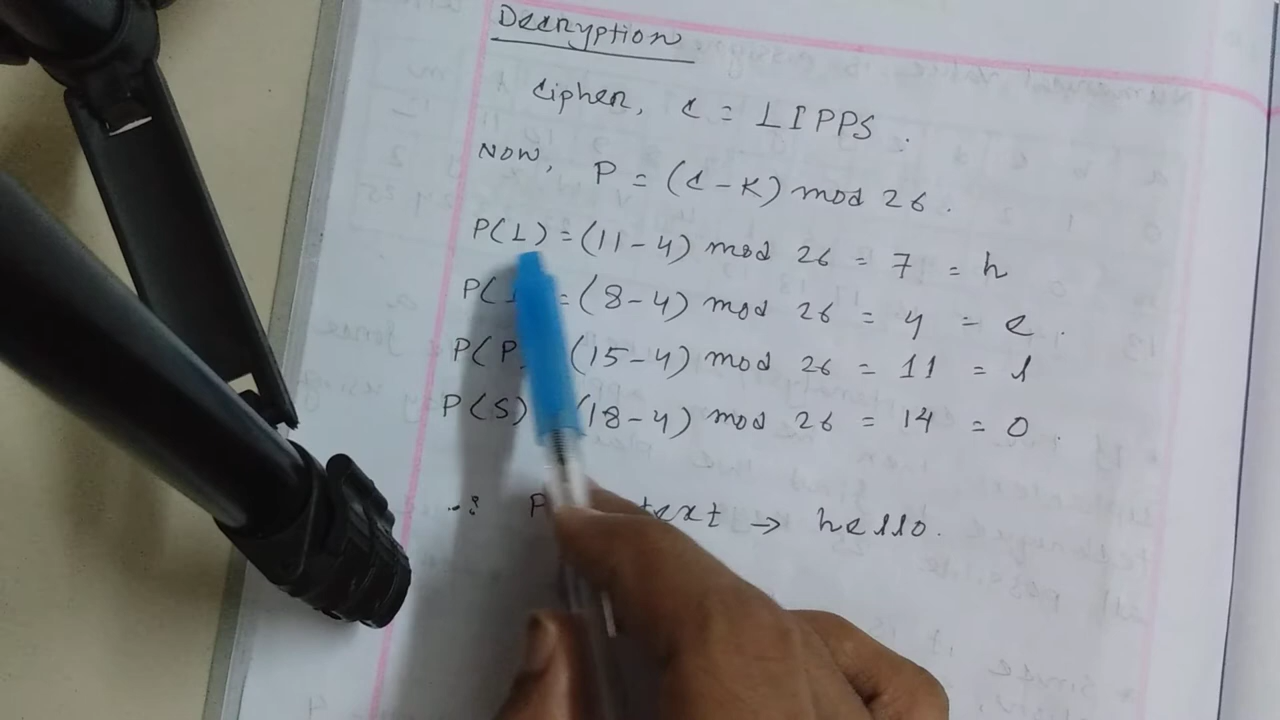 Decryption
Cipher, C = LIPPS.
Now, P = (C-K) mod 26.
P(L) = (11-4) mod 26 = 7 = h
P( = (8-4) mod 26 = 4 = e.
P(P (15-4) mod 26 = 11 = l
P(S) (18-4) mod 26 = 14 = o.
∴ P text → hello.